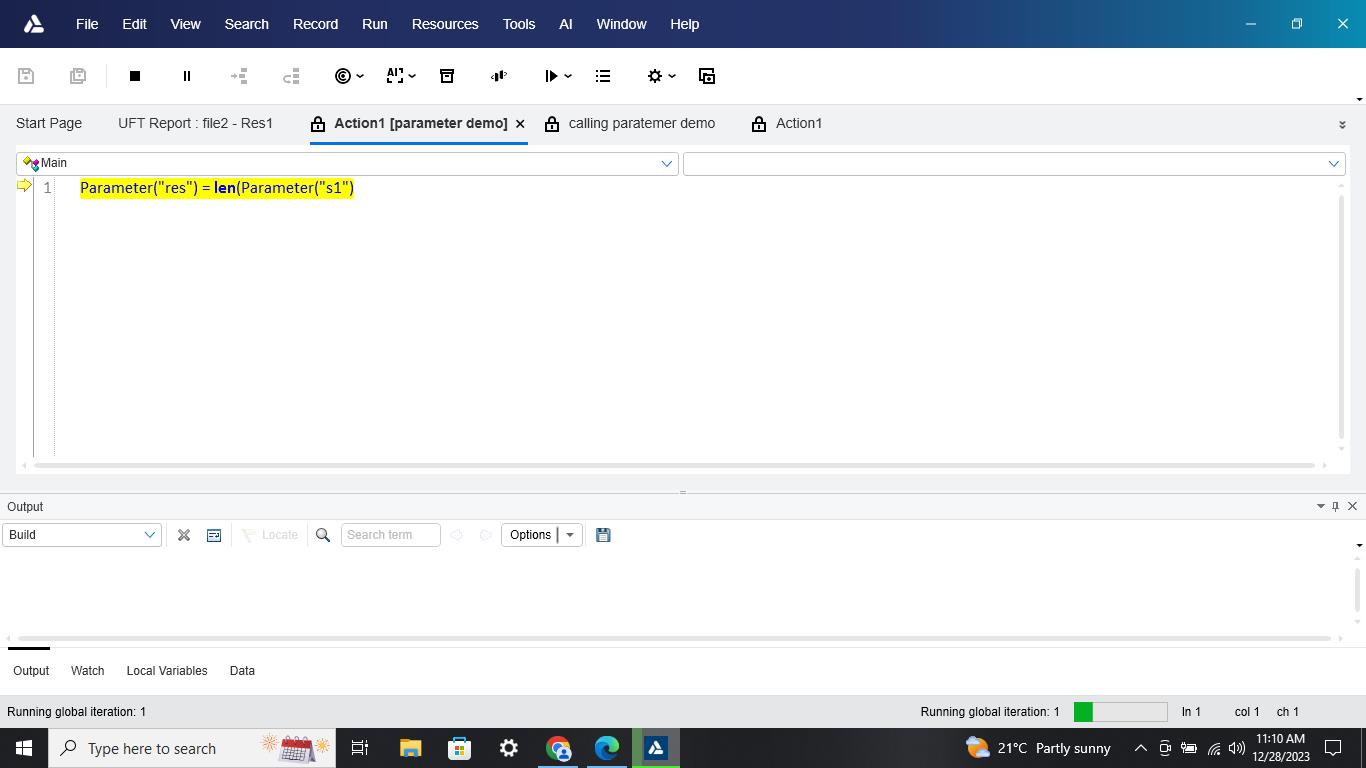 File Edit View Search Record Run Resources Tools AI Window Help
Start Page UFT Report : file2 - Res1 Action1 [parameter demo] calling paratemer demo Action1
Main
1 Parameter("res") = len(Parameter("s1")
Output
Build Locate Search term Options
Output Watch Local Variables Data
Running global iteration: 1 Running global iteration: 1 ln 1 col 1 ch 1
Type here to search 21°C Partly sunny 11:10 AM
12/28/2023